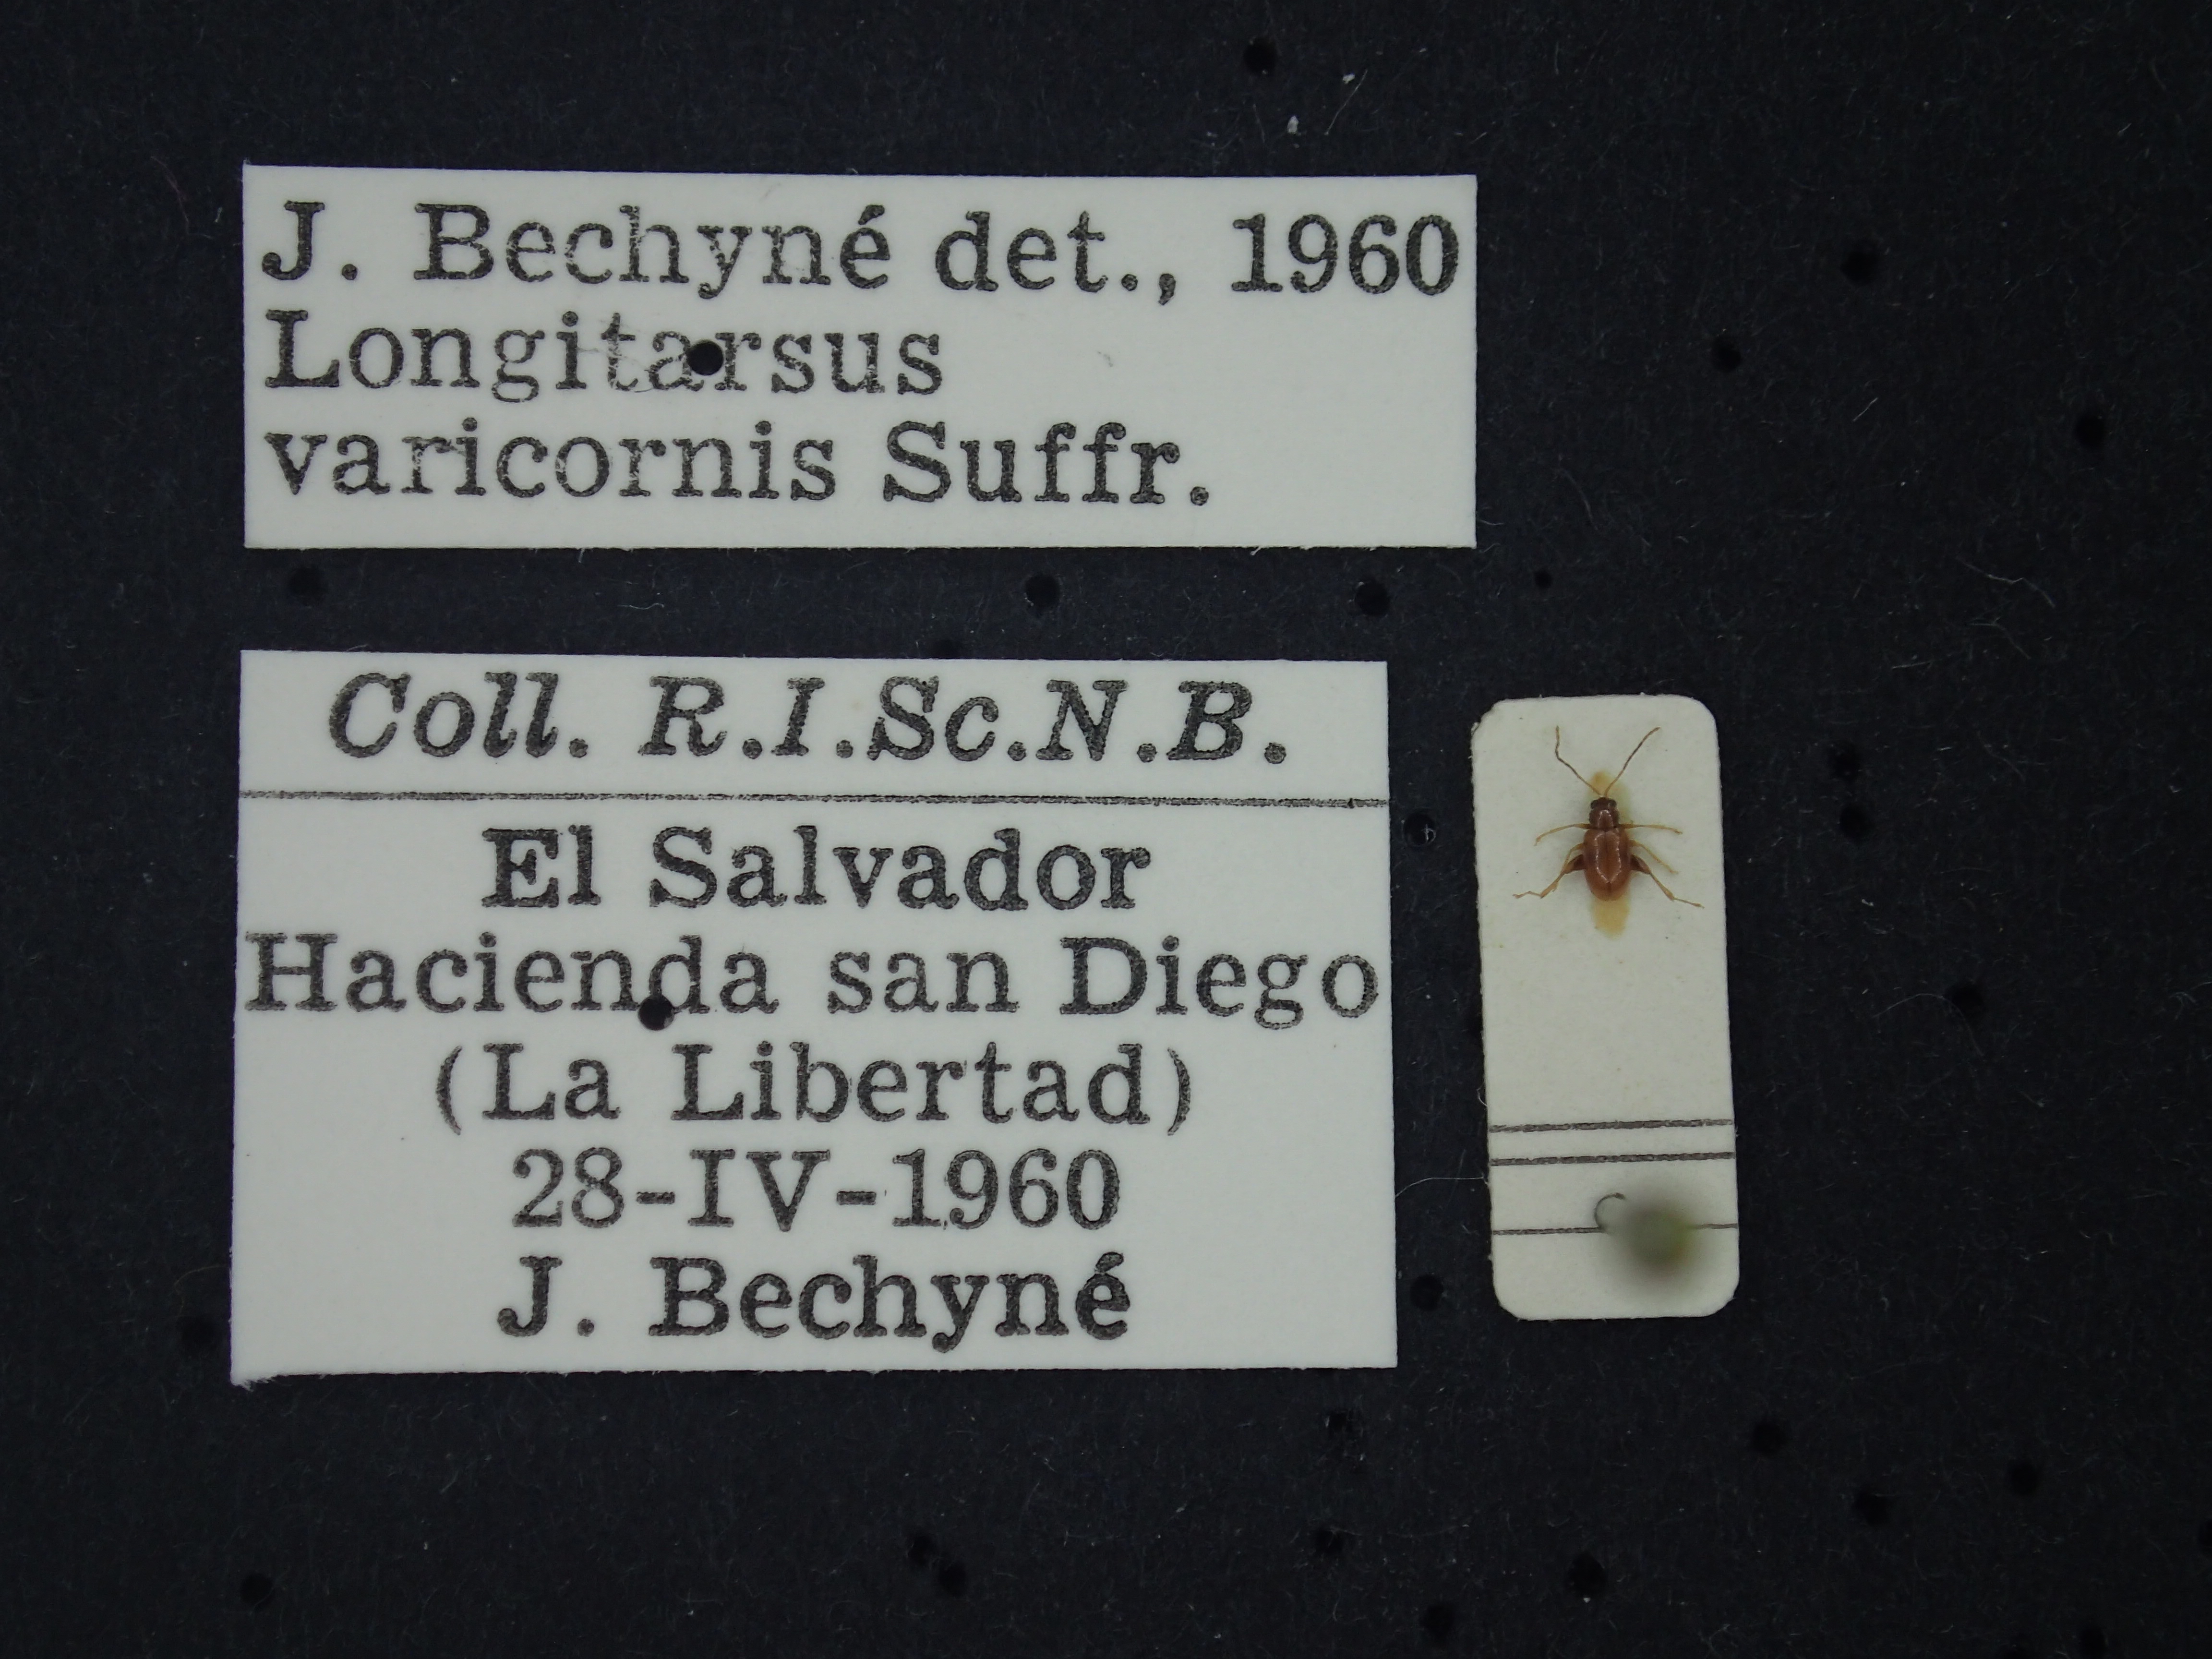 J. Bechyné det., 1960
Longitarsus
varicornis Suffr.
Coll. R.I.Sc.N.B.
El Salvador
Hacienda san Diego
(La Libertad)
28-IV-1960
J. Bechyné